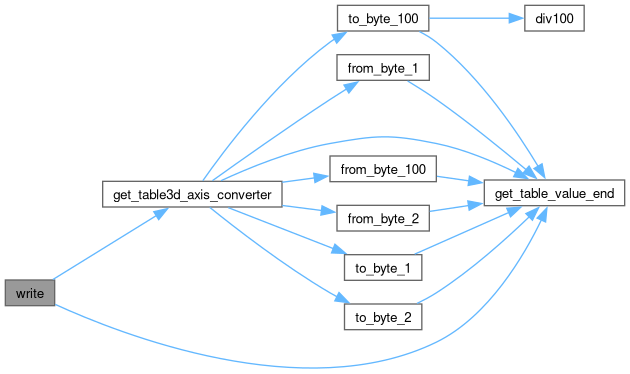 to_byte_100
div100
from_byte_1
from_byte_100
get_table3d_axis_converter
get_table_value_end
from_byte_2
to_byte_1
write
to_byte_2